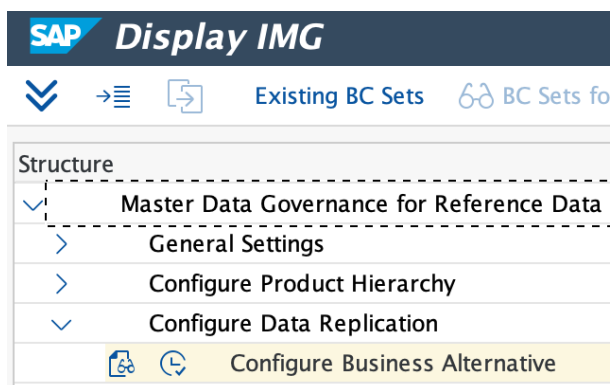 SAP Display IMG
Existing BC Sets BC Sets fo
Structure
Master Data Governance for Reference Data
General Settings
Configure Product Hierarchy
Configure Data Replication
Configure Business Alternative